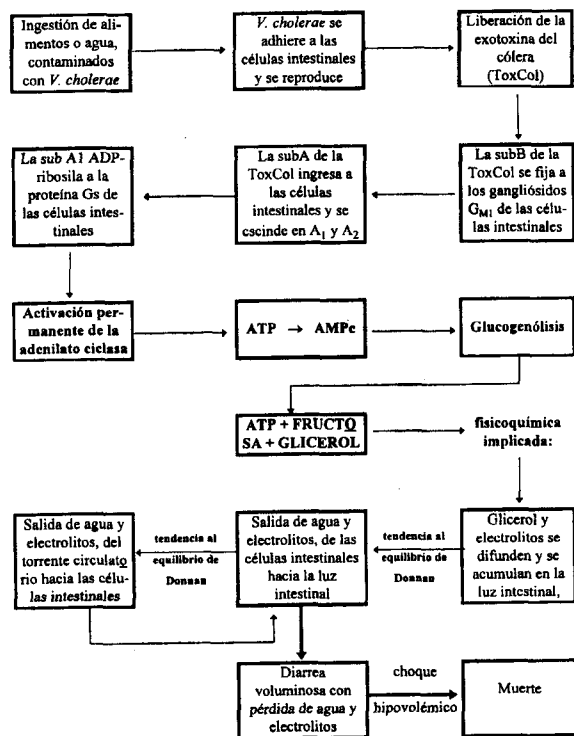 Ingestión de ali-
mentos o agua,
contaminados
con V. cholerae
V. cholerae se
adhiere a las
células intestinales
y se reproduce
Liberación de la
exotoxina del
cólera
(ToxCol)
La subB de la
ToxCol se fija a
los gangliósidos
GM1 de las célu-
las intestinales
La subA de la
ToxCol ingresa a
las células
intestinales y se
escinde en A1 y A2
La sub A1 ADP-
ribosila a la
proteína Gs de
las células intes-
tinales
Activación per-
manente de la
adenilato ciclasa
ATP → AMPc
Glucogenólisis
ATP + FRUCTO
SA + GLICEROL
fisicoquímica
implicada:
Glicerol y
electrolitos se
difunden y se
acumulan en la
luz intestinal,
tendencia al
equilibrio de
Donnan
Salida de agua y
electrolitos, de las
células intestinales
hacia la luz
intestinal
tendencia al
equilibrio de
Donnan
Salida de agua y
electrolitos, del
torrente circulato
rio hacia las célu-
las intestinales
Diarrea
voluminosa con
pérdida de agua y
electrolitos
choque
hipovolémico
Muerte